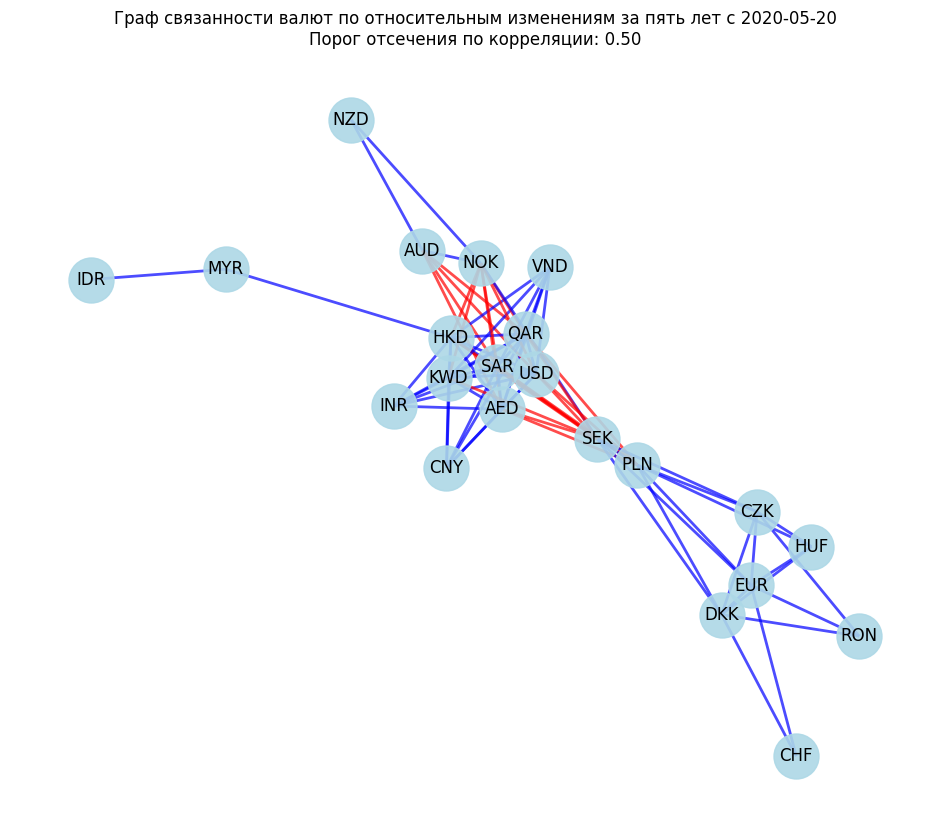 Граф связанности валют по относительным изменениям за пять лет с 2020-05-20
Порог отсечения по корреляции: 0.50
NZD
AUD
NOK
VND
MYR
IDR
HKD
QAR
SAR
USD
KWD
INR
AED
SEK
CNY
PLN
CZK
HUF
EUR
DKK
RON
CHF